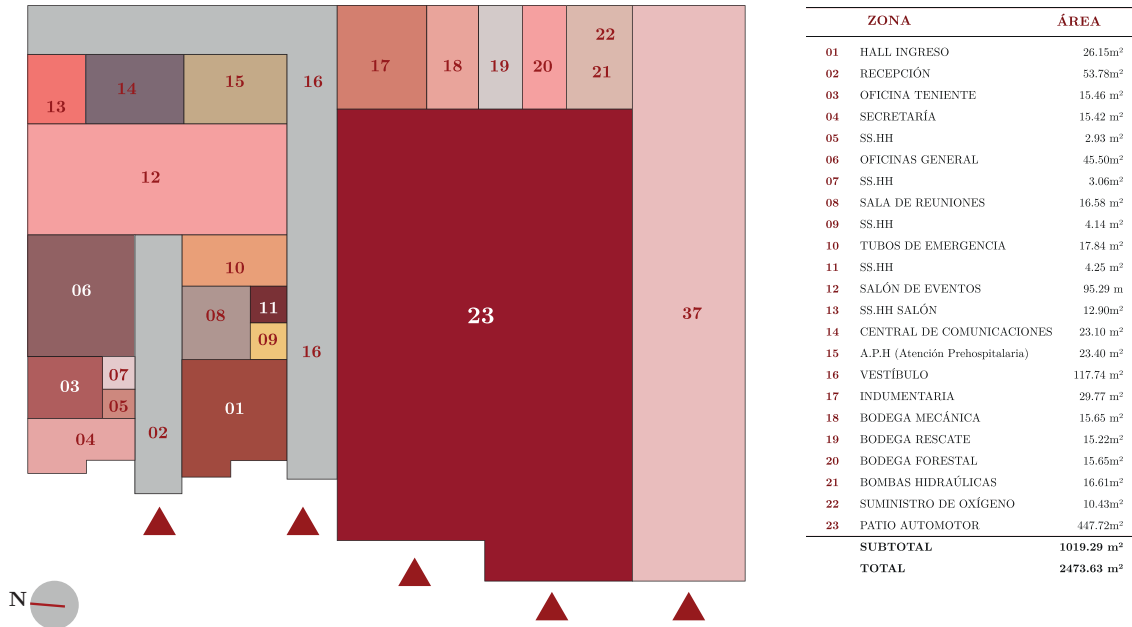 22
17
18
19
20
21
16
15
14
13
12
10
06
11
08
09
16
07
03
05
01
04
02
23
37
N
ZONA ÁREA
01 HALL INGRESO 26.15m²
02 RECEPCIÓN 53.78m²
03 OFICINA TENIENTE 15.46 m²
04 SECRETARÍA 15.42 m²
05 SS.HH 2.93 m²
06 OFICINAS GENERAL 45.50m²
07 SS.HH 3.06m²
08 SALA DE REUNIONES 16.58 m²
09 SS.HH 4.14 m²
10 TUBOS DE EMERGENCIA 17.84 m²
11 SS.HH 4.25 m²
12 SALÓN DE EVENTOS 95.29 m
13 SS.HH SALÓN 12.90m²
14 CENTRAL DE COMUNICACIONES 23.10 m²
15 A.P.H (Atención Prehospitalaria) 23.40 m²
16 VESTÍBULO 117.74 m²
17 INDUMENTARIA 29.77 m²
18 BODEGA MECÁNICA 15.65 m²
19 BODEGA RESCATE 15.22m²
20 BODEGA FORESTAL 15.65m²
21 BOMBAS HIDRAÚLICAS 16.61m²
22 SUMINISTRO DE OXÍGENO 10.43m²
23 PATIO AUTOMOTOR 447.72m²
SUBTOTAL 1019.29 m²
TOTAL 2473.63 m²